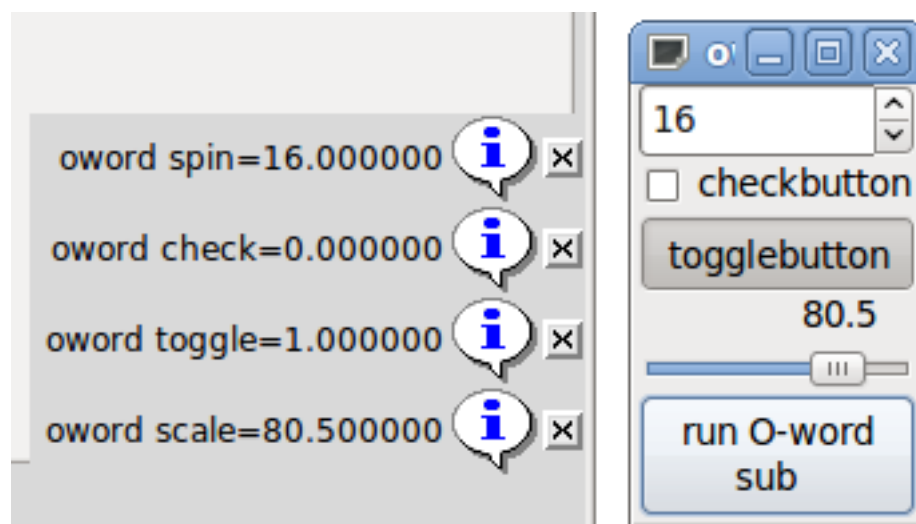 oword spin=16.000000
oword check=0.000000
oword toggle=1.000000
oword scale=80.500000
16
checkbutton
togglebutton
80.5
run O-word
sub